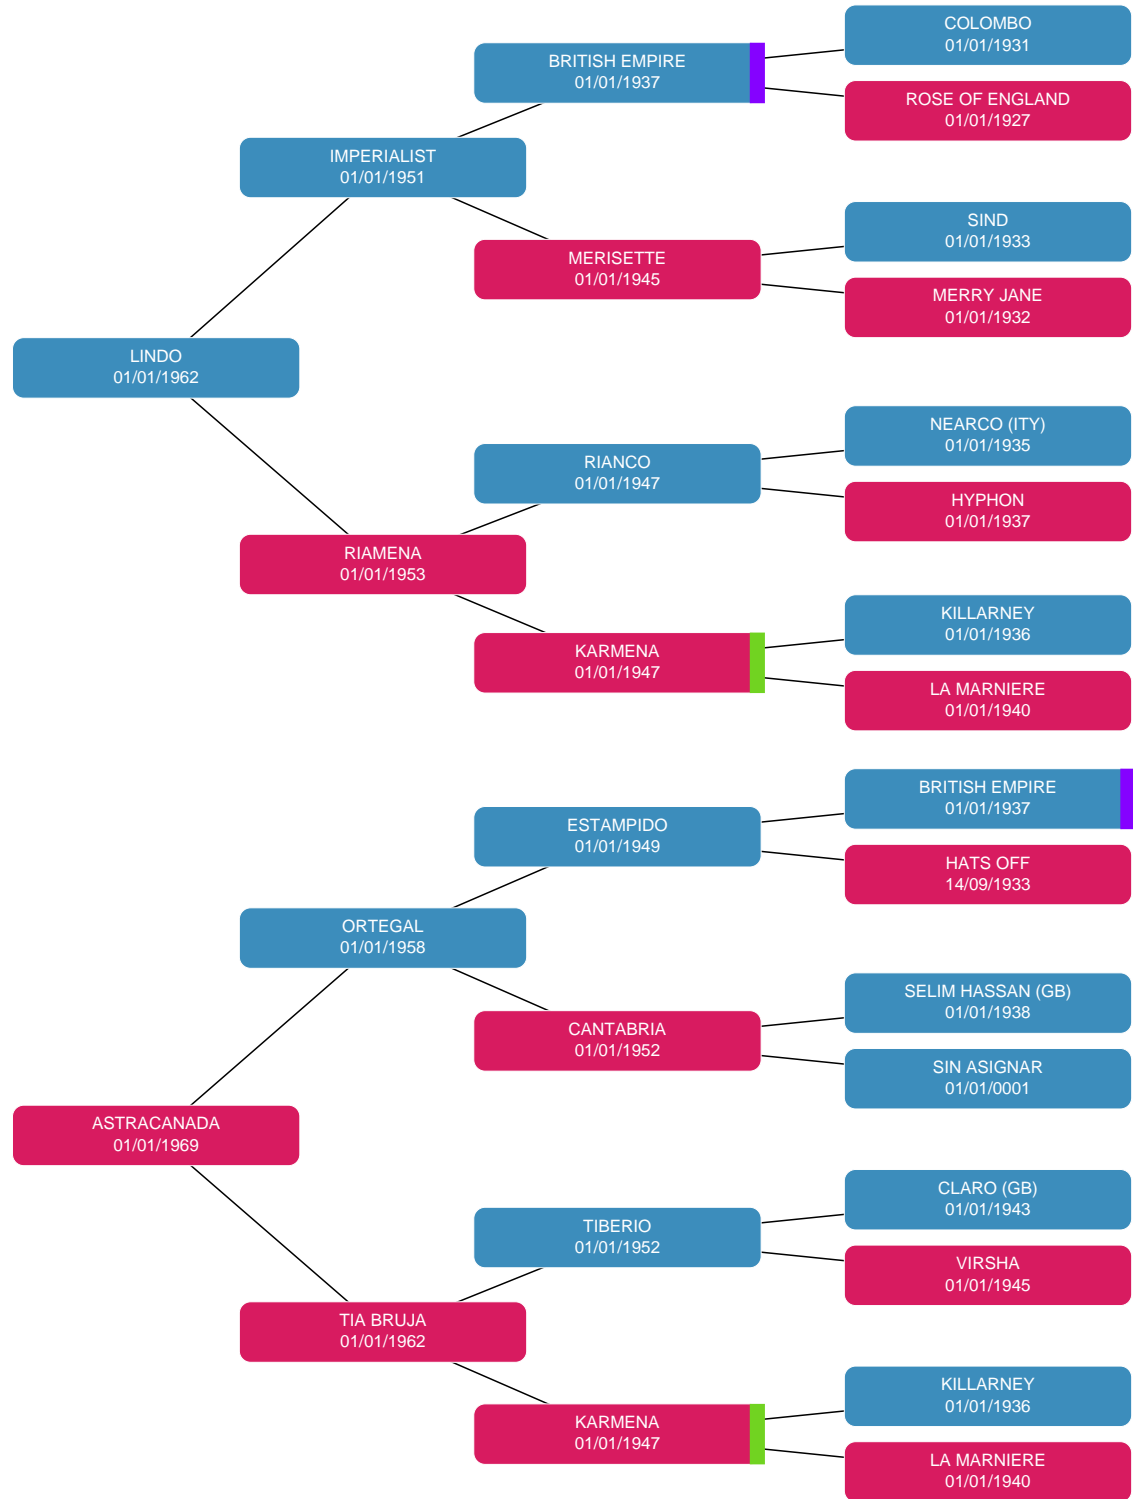 COLOMBO
01/01/1931
BRITISH EMPIRE
01/01/1937
ROSE OF ENGLAND
01/01/1927
IMPERIALIST
01/01/1951
SIND
01/01/1933
MERISETTE
01/01/1945
MERRY JANE
01/01/1932
LINDO
01/01/1962
NEARCO (ITY)
01/01/1935
RIANCO
01/01/1947
HYPHON
01/01/1937
RIAMENA
01/01/1953
KILLARNEY
01/01/1936
KARMENA
01/01/1947
LA MARNIERE
01/01/1940
BRITISH EMPIRE
01/01/1937
ESTAMPIDO
01/01/1949
HATS OFF
14/09/1933
ORTEGAL
01/01/1958
SELIM HASSAN (GB)
01/01/1938
CANTABRIA
01/01/1952
SIN ASIGNAR
01/01/0001
ASTRACANADA
01/01/1969
CLARO (GB)
01/01/1943
TIBERIO
01/01/1952
VIRSHA
01/01/1945
TIA BRUJA
01/01/1962
KILLARNEY
01/01/1936
KARMENA
01/01/1947
LA MARNIERE
01/01/1940